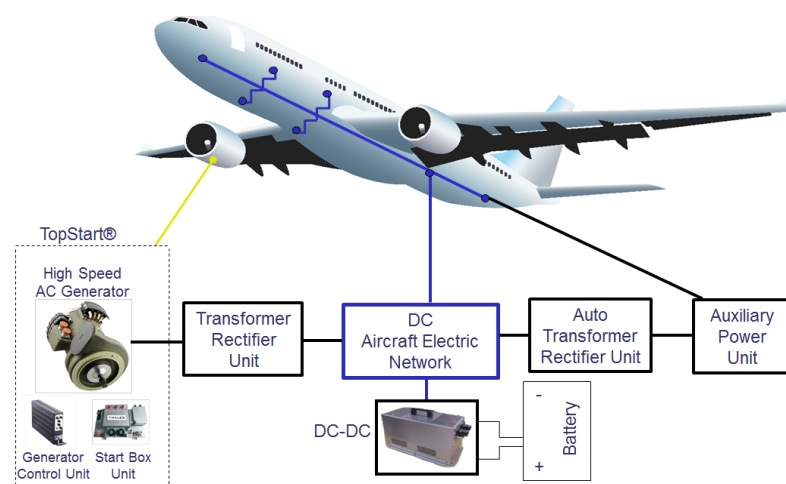 TopStart®
High Speed
AC Generator
Generator
Control Unit
Start Box
Unit
Transformer
Rectifier
Unit
DC
Aircraft Electric
Network
Auto
Transformer
Rectifier Unit
Auxiliary
Power
Unit
DC-DC
-
Battery
+